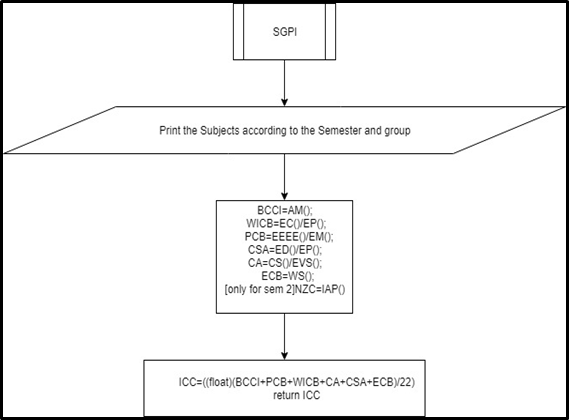 SGPI
Print the Subjects according to the Semester and group
BCCI=AM();
WICB=EC()/EP();
PCB=EEEE()/EM();
CSA=ED()/EP();
CA=CS()/EVS();
ECB=WS();
[only for sem 2]NZC=IAP()
ICC=((float)(BCCI+PCB+WICB+CA+CSA+ECB)/22)
return ICC